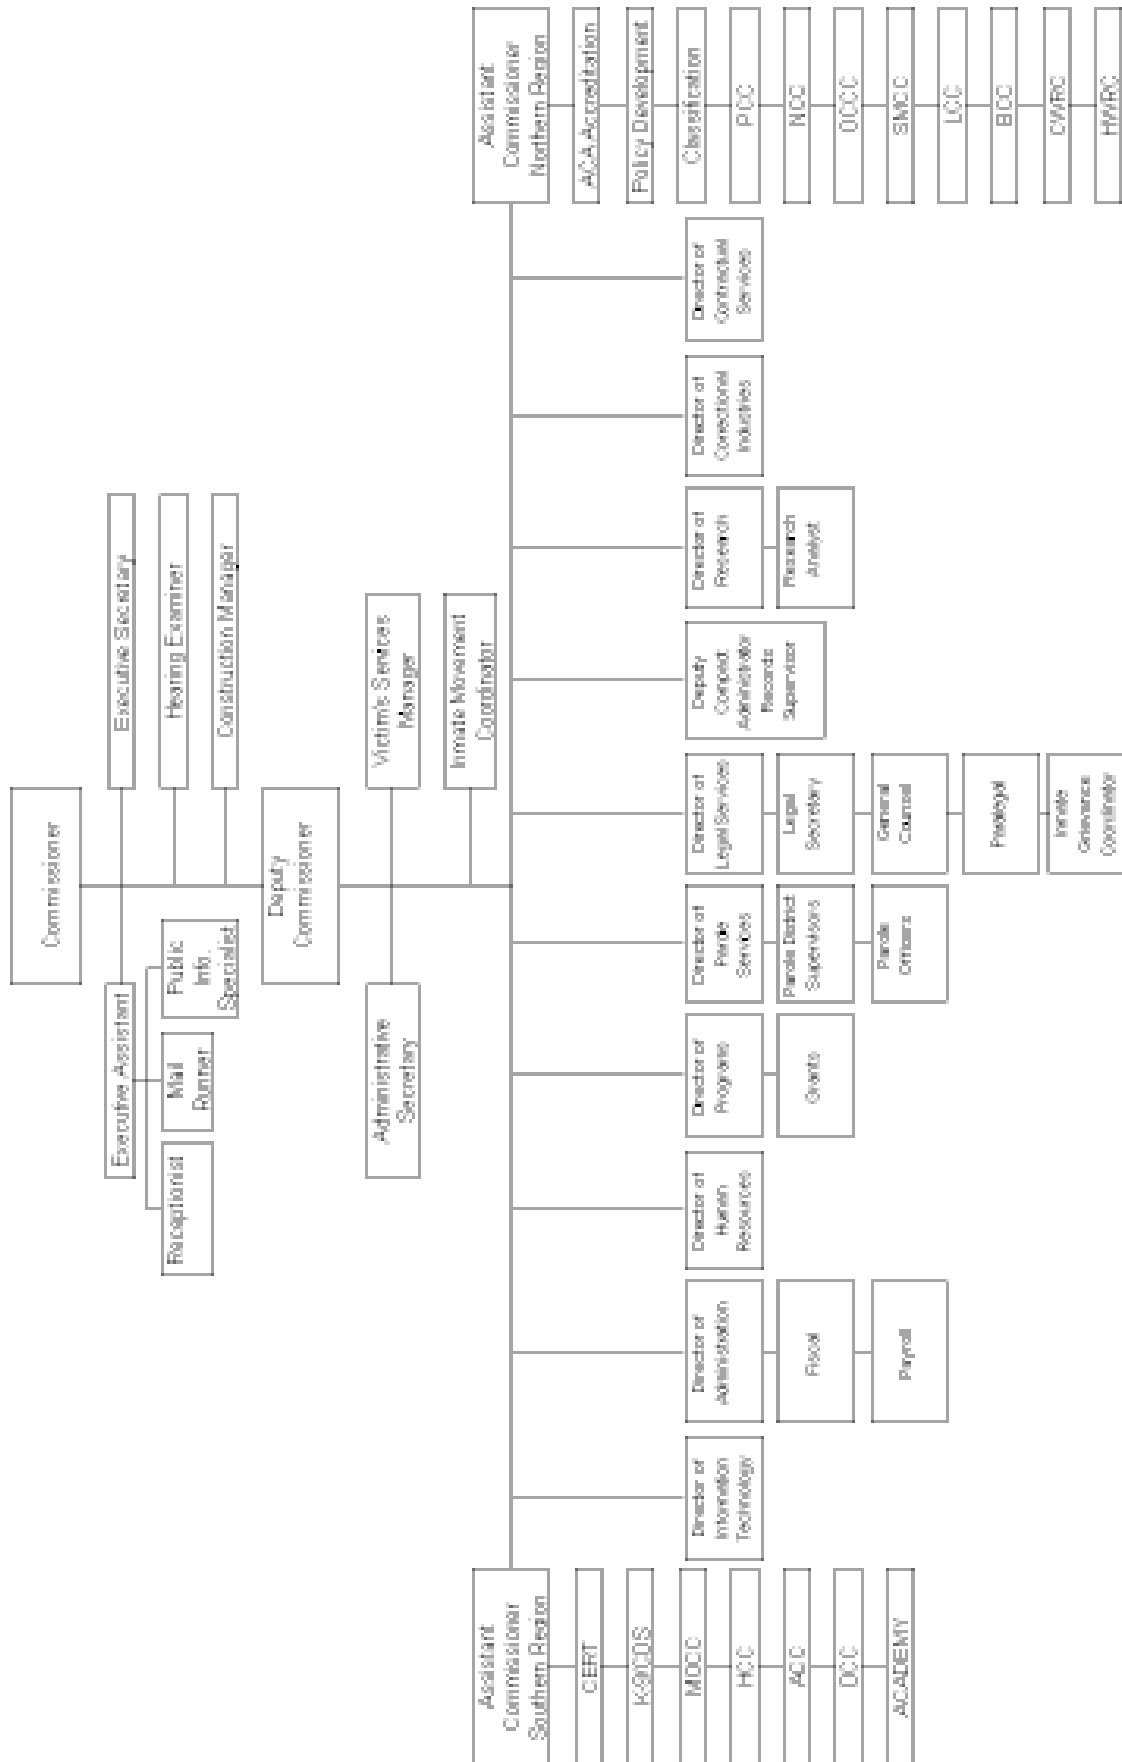 Commissioner
Executive Assistant
Executive Secretary
Receptionist
Mail
Runner
Public
Info.
Specialist
Hearing Examiner
Construction Manager
Deputy
Commissioner
Administrative
Secretary
Victim's Services
Manager
Inmate Movement
Coordinator
Assistant
Commissioner
Southern Region
CERT
K9/CDS
MOCC
HCC
ACC
DCC
ACADEMY
Director of
Information
Technology
Director of
Administration
Fiscal
Payroll
Director of
Human
Resources
Director of
Programs
Grants
Director of
Parole
Services
Parole District
Supervisors
Parole
Officers
Director of
Legal Services
Legal
Secretary
General
Counsel
Paralegal
Inmate
Grievance
Coordinator
Deputy
Compact
Administrator
Records
Supervisor
Director of
Research
Research
Analyst
Director of
Correctional
Industries
Director of
Contractual
Services
Assistant
Commissioner
Northern Region
ACA Accreditation
Policy Development
Classification
PCC
NCC
OCCC
SMCC
LCC
BCC
CWRC
HWRC